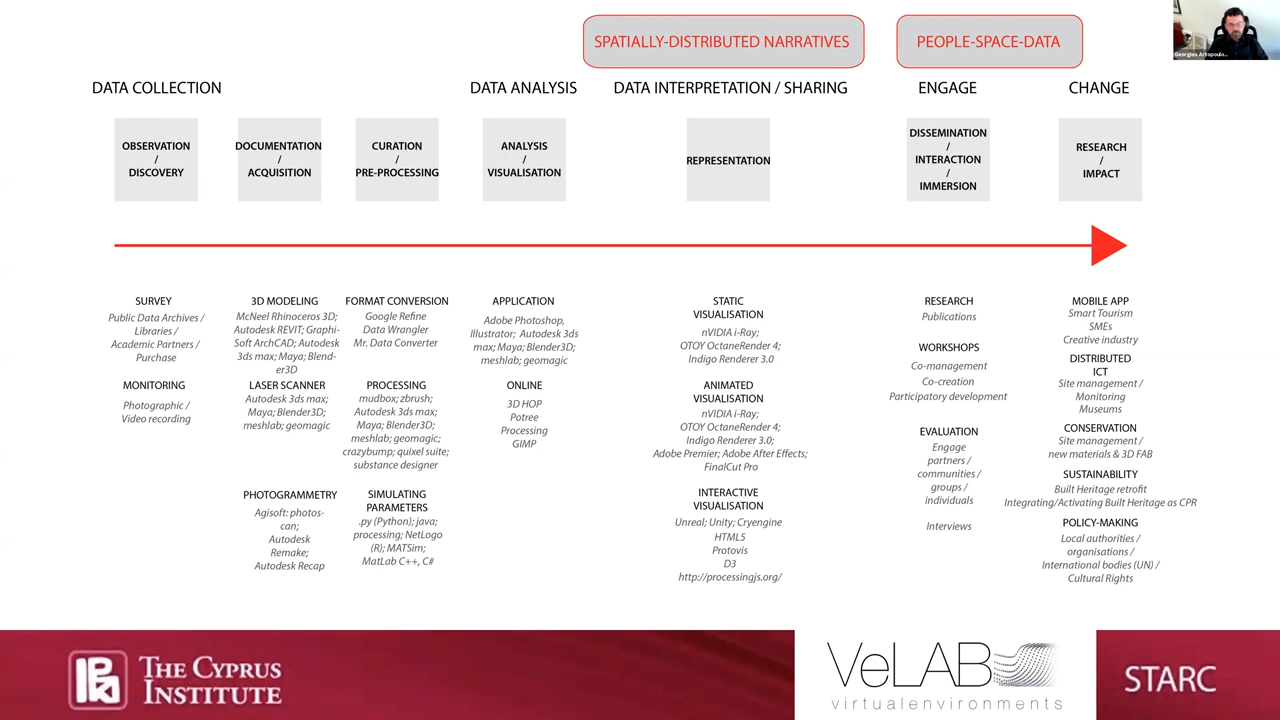 SPATIALLY-DISTRIBUTED NARRATIVES
PEOPLE-SPACE-DATA
Georgios Artopoulo...
DATA COLLECTION
DATA ANALYSIS
DATA INTERPRETATION / SHARING
ENGAGE
CHANGE
OBSERVATION
/
DISCOVERY
DOCUMENTATION
/
ACQUISITION
CURATION
/
PRE-PROCESSING
ANALYSIS
/
VISUALISATION
REPRESENTATION
DISSEMINATION
/
INTERACTION
/
IMMERSION
RESEARCH
/
IMPACT
SURVEY
Public Data Archives /
Libraries /
Academic Partners /
Purchase
MONITORING
Photographic /
Video recording
3D MODELING
McNeel Rhinoceros 3D;
Autodesk REVIT; Graphi-
Soft ArchCAD; Autodesk
3ds max; Maya; Blend-
er3D
LASER SCANNER
Autodesk 3ds max;
Maya; Blender3D;
meshlab; geomagic
PHOTOGRAMMETRY
Agisoft: photos-
can;
Autodesk
Remake;
Autodesk Recap
FORMAT CONVERSION
Google Refine
Data Wrangler
Mr. Data Converter
PROCESSING
mudbox; zbrush;
Autodesk 3ds max;
Maya; Blender3D;
meshlab; geomagic;
crazybump; quixel suite;
substance designer
SIMULATING
PARAMETERS
.py (Python); java;
processing; NetLogo
(R); MATSim;
MatLab C++, C#
APPLICATION
Adobe Photoshop,
Illustrator; Autodesk 3ds
max; Maya; Blender3D;
meshlab; geomagic
ONLINE
3D HOP
Potree
Processing
GIMP
STATIC
VISUALISATION
nVIDIA i-Ray;
OTOY OctaneRender 4;
Indigo Renderer 3.0
ANIMATED
VISUALISATION
nVIDIA i-Ray;
OTOY OctaneRender 4;
Indigo Renderer 3.0;
Adobe Premier; Adobe After Effects;
FinalCut Pro
INTERACTIVE
VISUALISATION
Unreal; Unity; Cryengine
HTML5
Protovis
D3
http://processingjs.org/
RESEARCH
Publications
WORKSHOPS
Co-management
Co-creation
Participatory development
EVALUATION
Engage
partners /
communities /
groups /
individuals
Interviews
MOBILE APP
Smart Tourism
SMEs
Creative industry
DISTRIBUTED
ICT
Site management /
Monitoring
Museums
CONSERVATION
Site management /
new materials & 3D FAB
SUSTAINABILITY
Built Heritage retrofit
Integrating/Activating Built Heritage as CPR
POLICY-MAKING
Local authorities /
organisations /
International bodies (UN) /
Cultural Rights
THE CYPRUS
INSTITUTE
VeLAB
virtualenvironments
STARC